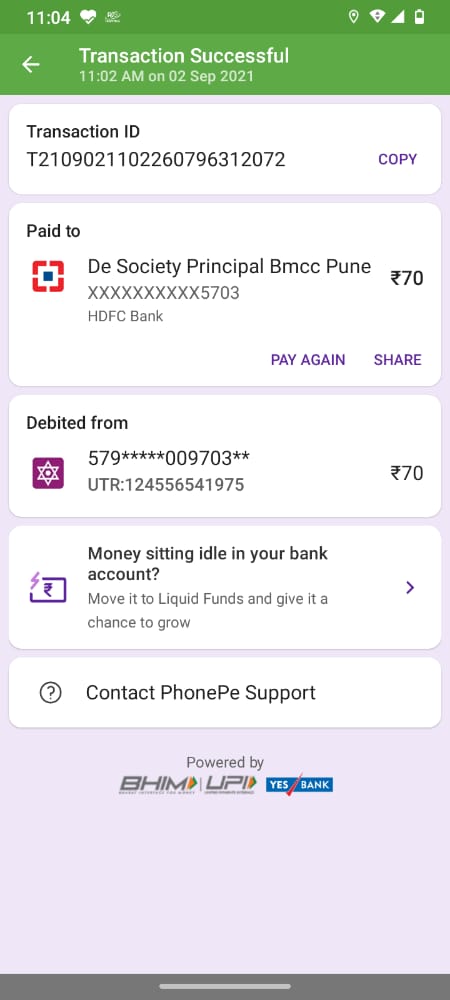 11:04
Transaction Successful
11:02 AM on 02 Sep 2021
Transaction ID
T2109021102260796312072
COPY
Paid to
De Society Principal Bmcc Pune
₹70
XXXXXXXXXX5703
HDFC Bank
PAY AGAIN SHARE
Debited from
579*****009703**
₹70
UTR:124556541975
Money sitting idle in your bank
account?
Move it to Liquid Funds and give it a
chance to grow
Contact PhonePe Support
Powered by
BHIM UPI YES BANK